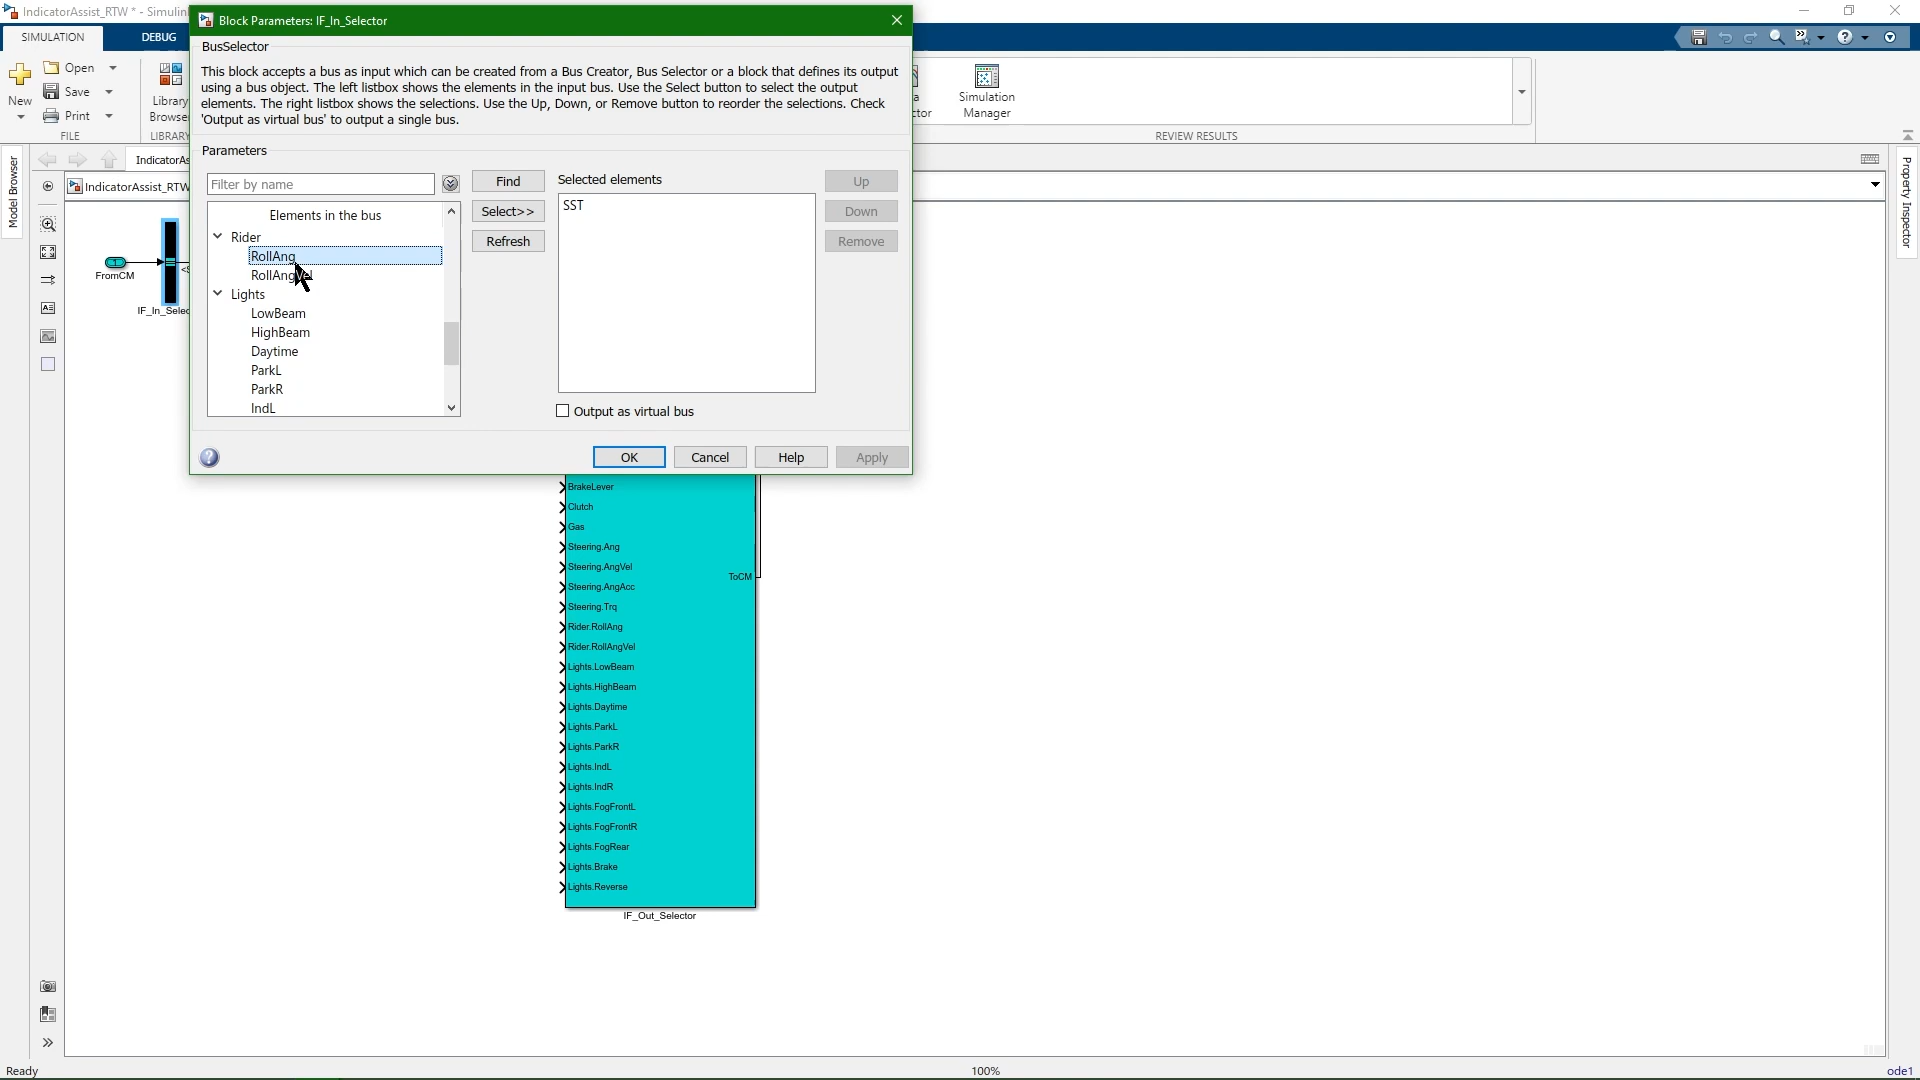 IndicatorAssist_RTW * - Simulin
Block Parameters: IF_In_Selector
SIMULATION
DEBUG
BusSelector
This block accepts a bus as input which can be created from a Bus Creator, Bus Selector or a block that defines its output
using a bus object. The left listbox shows the elements in the input bus. Use the Select button to select the output
elements. The right listbox shows the selections. Use the Up, Down, or Remove button to reorder the selections. Check
'Output as virtual bus' to output a single bus.
New
Open
Save
Print
FILE
Library
Browse
LIBRARY
a
ctor
Simulation
Manager
REVIEW RESULTS
Parameters
Model Browser
Property Inspector
IndicatorAs
IndicatorAssist_RTW
Filter by name
Find
Select>>
Refresh
Selected elements
SST
Up
Down
Remove
Elements in the bus
Rider
RollAng
RollAngVel
Lights
LowBeam
HighBeam
Daytime
ParkL
ParkR
IndL
Output as virtual bus
OK
Cancel
Help
Apply
1
FromCM
<S
IF_In_Selec
BrakeLever
Clutch
Gas
Steering.Ang
Steering.AngVel
Steering.AngAcc
Steering.Trq
Rider.RollAng
Rider.RollAngVel
Lights.LowBeam
Lights.HighBeam
Lights.Daytime
Lights.ParkL
Lights.ParkR
Lights.IndL
Lights.IndR
Lights.FogFrontL
Lights.FogFrontR
Lights.FogRear
Lights.Brake
Lights.Reverse
ToCM
IF_Out_Selector
Ready
100%
ode1